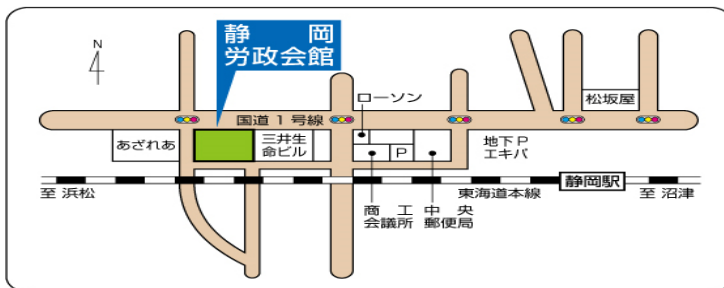 N
静岡
労政会館
ローソン
松坂屋
国道1号線
あざれあ
三井生
命ビル
P
地下P
エキパ
至 浜松
東海道本線
静岡駅
至 沼津
商工
会議所
中央
郵便局